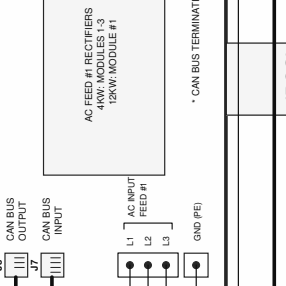 AC FEED #1 RECTIFIERS
4KW: MODULES 1-3
12KW: MODULE #1
* CAN BUS TERMINAT
CAN BUS
OUTPUT
CAN BUS
INPUT
J7
AC INPUT
FEED #1
L1
L2
L3
GND (PE)